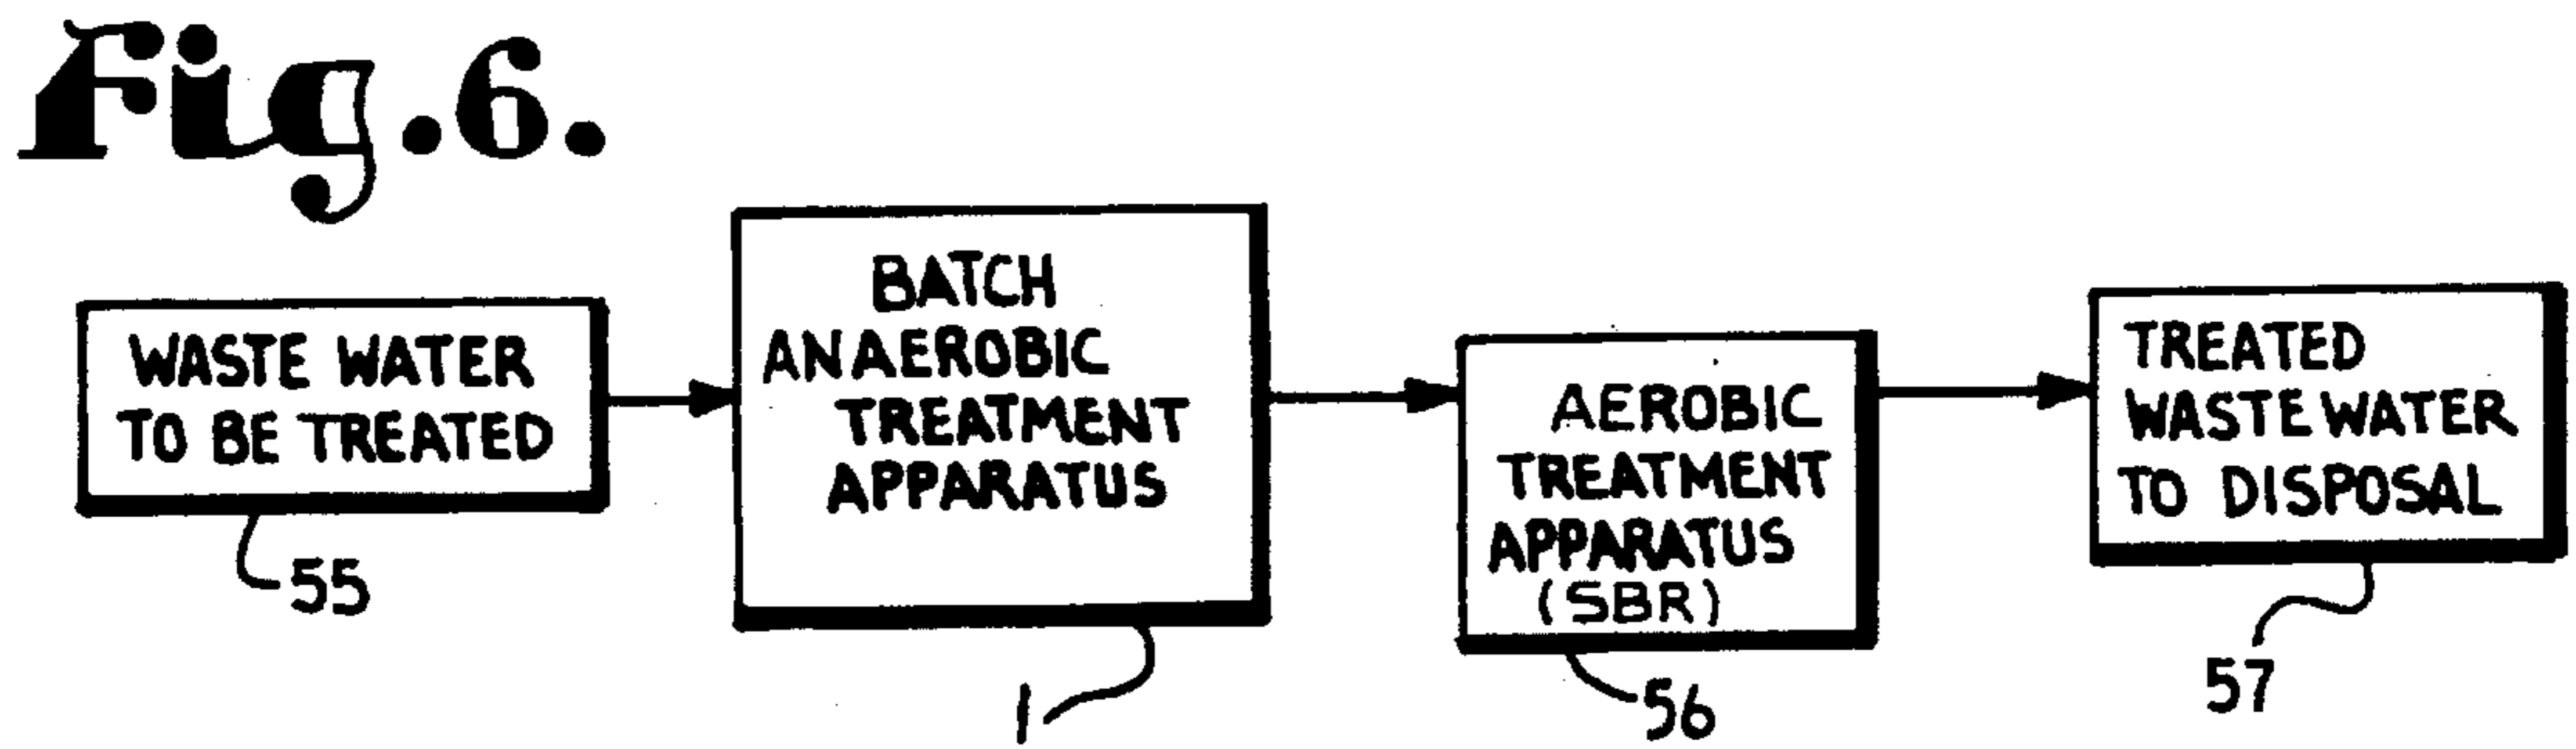 Fig.6.
WASTE WATER
TO BE TREATED
55
BATCH
ANAEROBIC
TREATMENT
APPARATUS
1
AEROBIC
TREATMENT
APPARATUS
(SBR)
56
TREATED
WASTE WATER
TO DISPOSAL
57